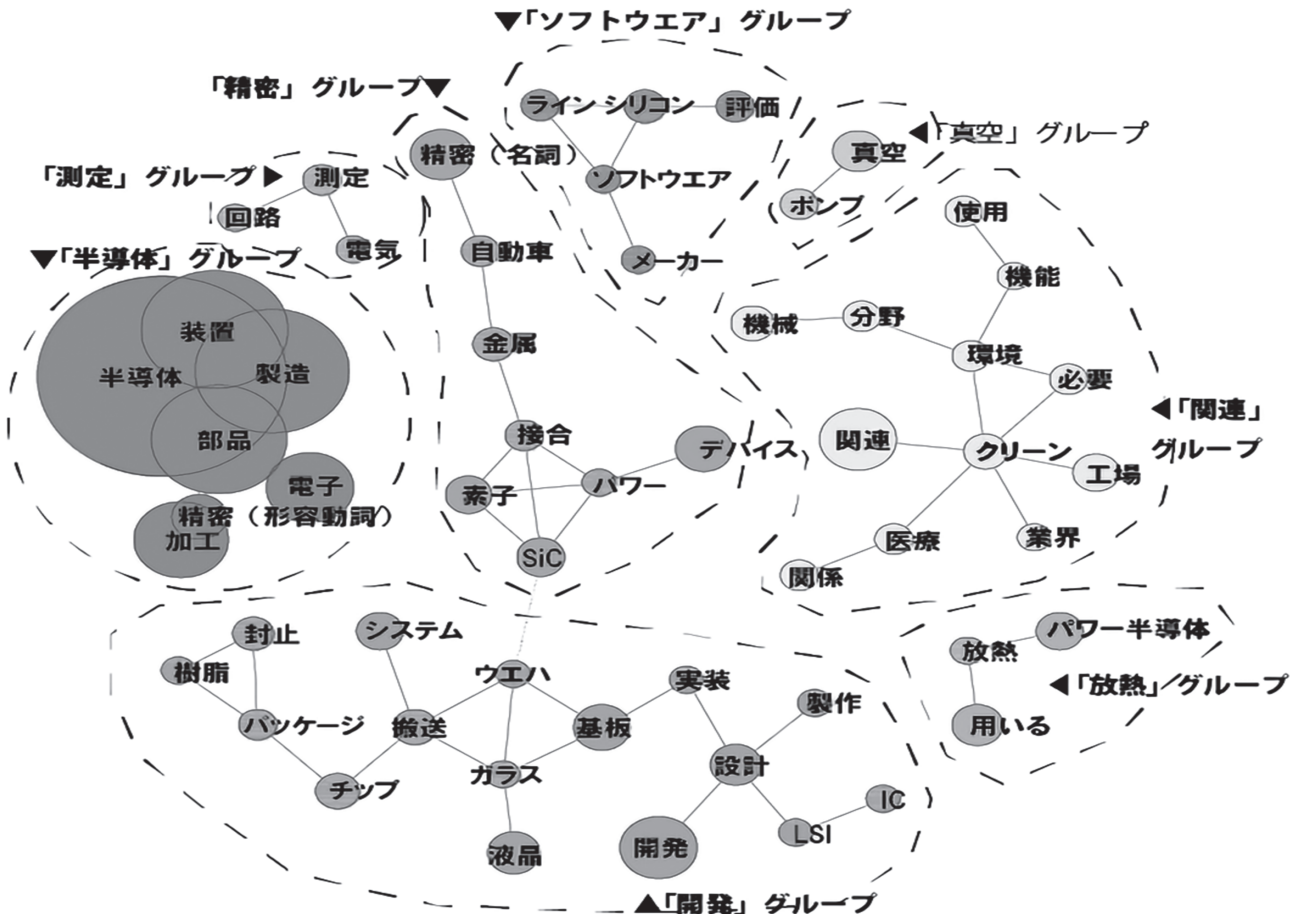 ▼「ソフトウエア」グループ
「精密」グループ▼
ライン
シリコン
評価
◀「真空」グループ
精密（名詞）
真空
「測定」グループ▶
測定
ソフトウエア
ポンプ
使用
回路
電気
自動車
メーカー
▼「半導体」グループ
機能
装置
機械
分野
金属
環境
半導体
製造
必要
◀「関連」
グループ
部品
接合
デバイス
関連
クリーン
工場
電子
素子
パワー
精密（形容動詞）
加工
SiC
医療
業界
関係
封止
システム
パワー半導体
放熱
樹脂
ウエハ
実装
◀「放熱」グループ
製作
パッケージ
搬送
基板
用いる
設計
ガラス
チップ
IC
LSI
液晶
開発
▲「開発」グループ